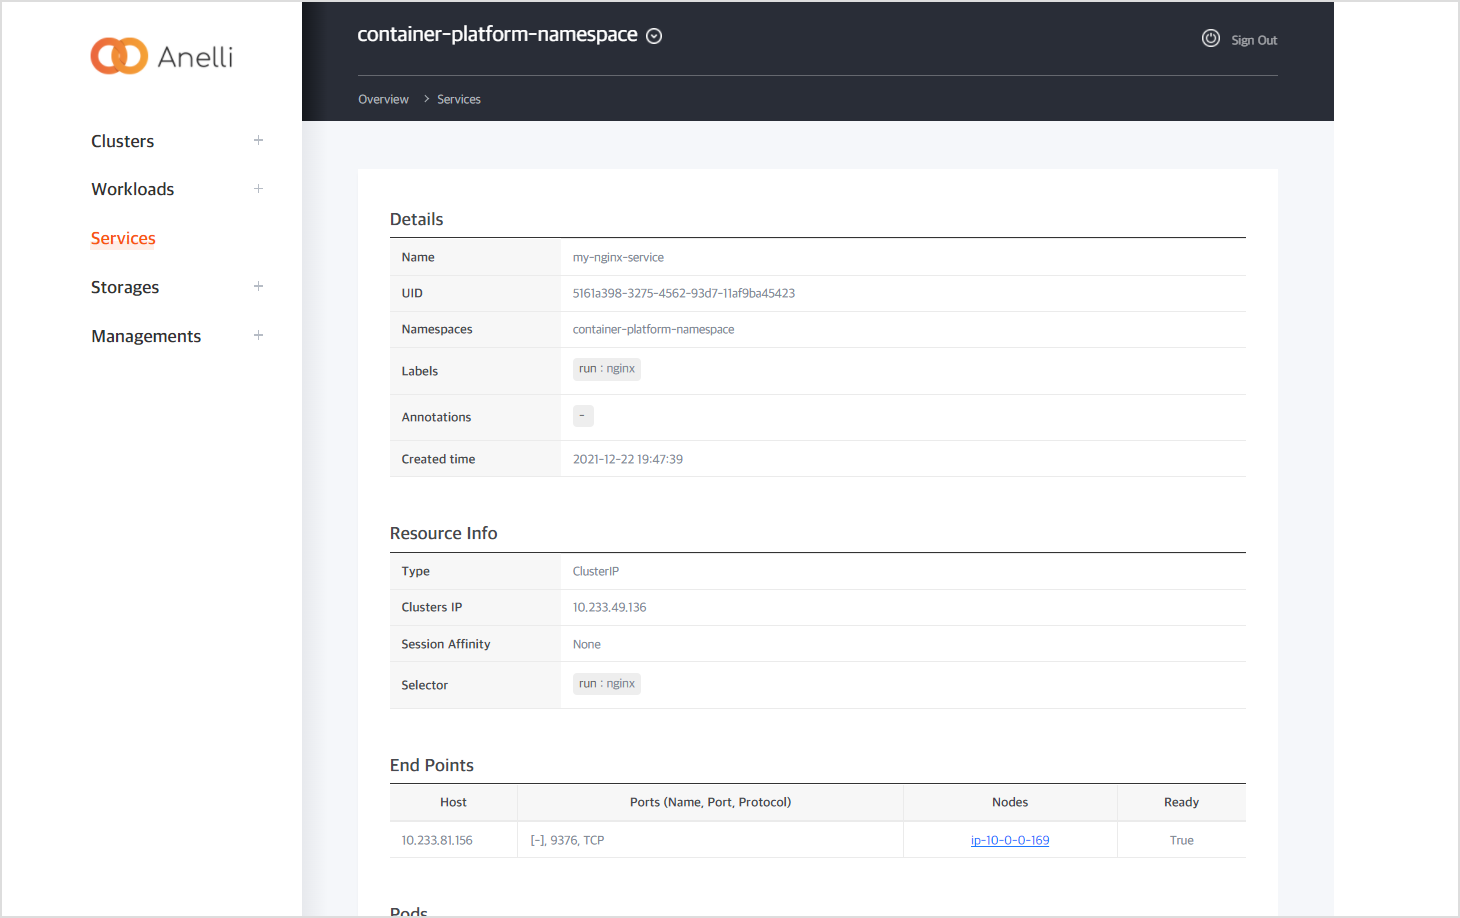 Anelli
Clusters
Workloads
Services
Storages
Managements
container-platform-namespace
Sign Out
Overview > Services
Details
Name my-nginx-service
UID 5161a398-3275-4562-93d7-11af9ba45423
Namespaces container-platform-namespace
Labels run : nginx
Annotations -
Created time 2021-12-22 19:47:39
Resource Info
Type ClusterIP
Clusters IP 10.233.49.136
Session Affinity None
Selector run : nginx
End Points
Host Ports (Name, Port, Protocol) Nodes Ready
10.233.81.156 [-], 9376, TCP ip-10-0-0-169 True
Pods